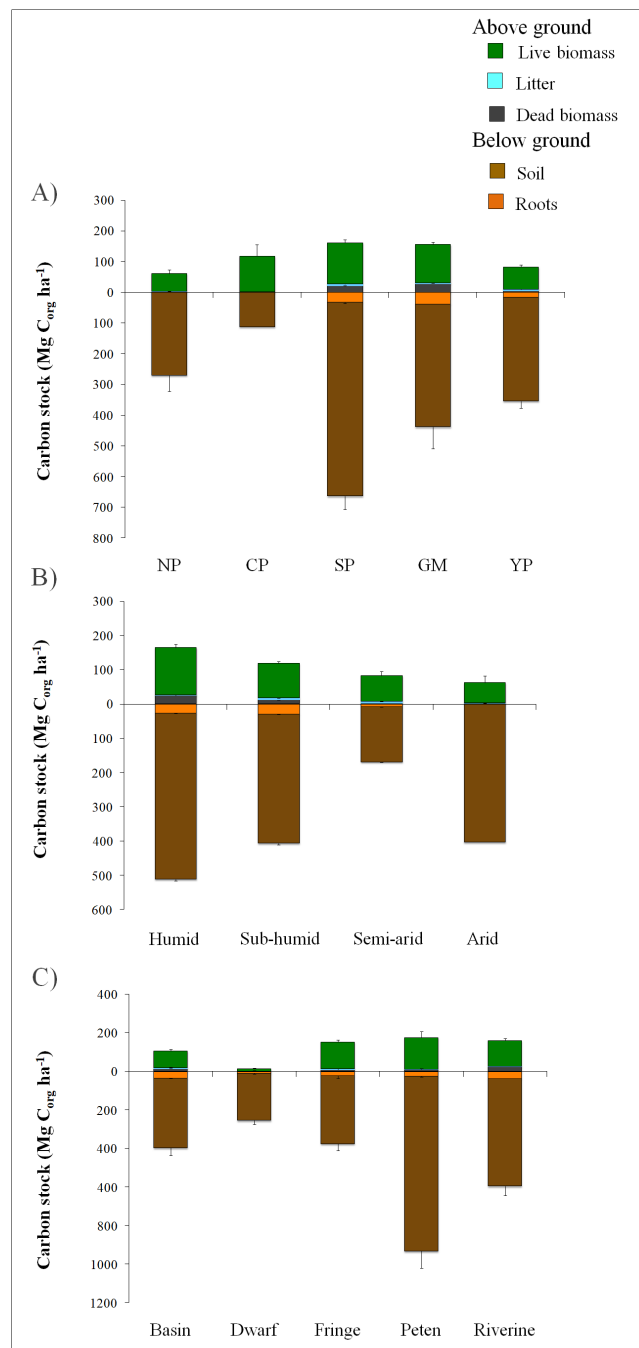 Above ground
Live biomass
Litter
Dead biomass
Below ground
Soil
Roots
A)
Carbon stock (Mg C_org ha⁻¹)
300
200
100
0
100
200
300
400
500
600
700
800
NP CP SP GM YP
B)
Carbon stock (Mg C_org ha⁻¹)
300
200
100
0
100
200
300
400
500
600
Humid Sub-humid Semi-arid Arid
C)
Carbon stock (Mg C_org ha⁻¹)
400
200
0
200
400
600
800
1000
1200
Basin Dwarf Fringe Peten Riverine